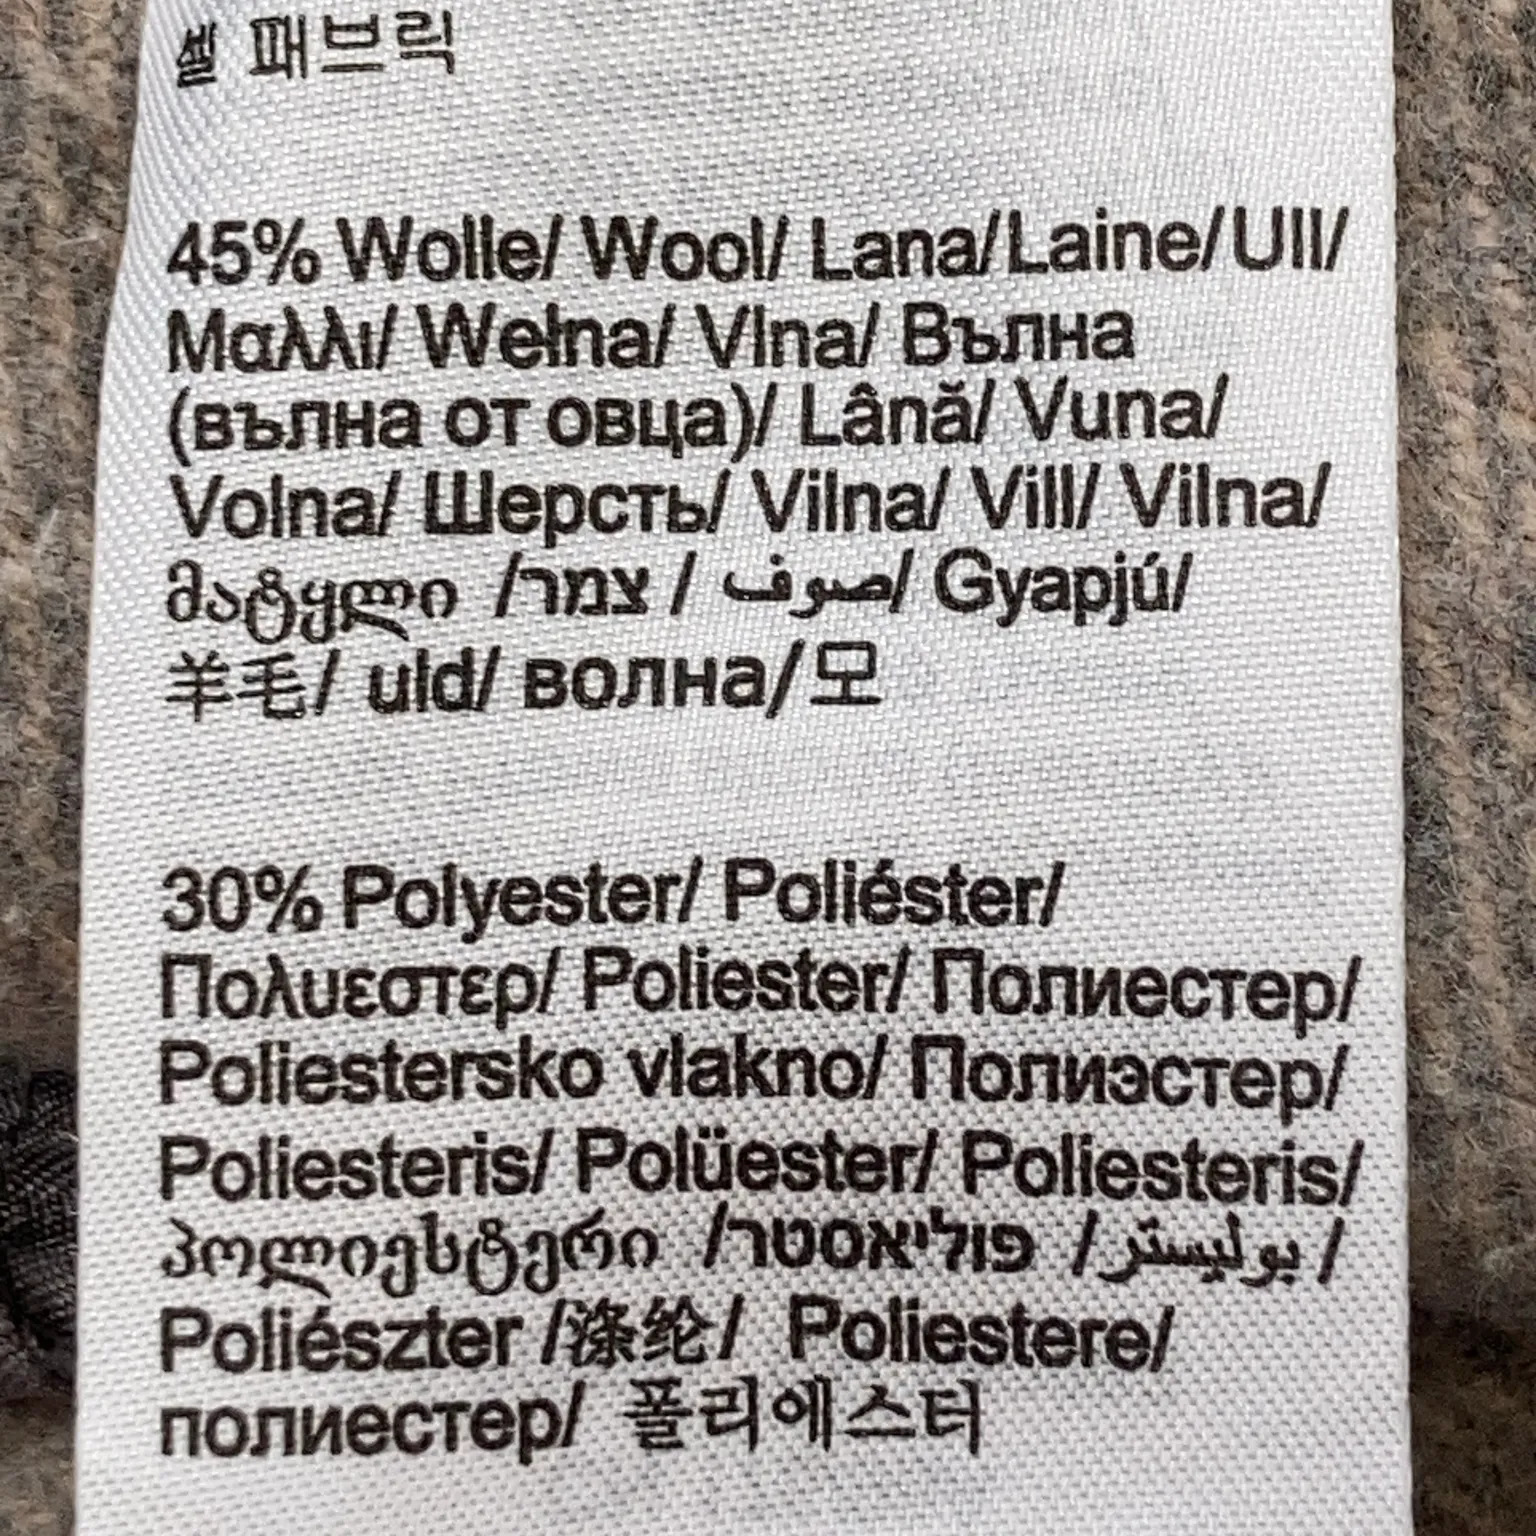 쉘 패브릭
45% Wolle/ Wool/ Lana/Laine/Ull/
Μαλλι/ Wełna/ Vlna/ Вълна
(вълна от овца)/ Lână/ Vuna/
Volna/ Шерсть/ Vilna/ Vill/ Vilna/
მატყლი /צמר / صوف/ Gyapjú/
羊毛/ uld/ волна/모
30% Polyester/ Poliéster/
Πολυεστερ/ Poliester/ Полиестер/
Poliestersko vlakno/ Полиэстер/
Poliesteris/ Polüester/ Poliesteris/
პოლიესტერი /פוליאסטר /بوليستر /
Poliészter /涤纶/ Poliestere/
полиестер/ 폴리에스터